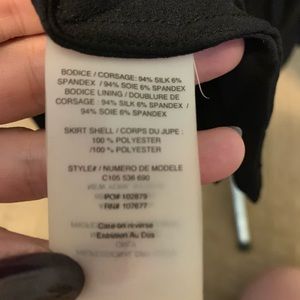 BODICE / CORSAGE: 94% SILK 6%
SPANDEX / 94% SOIE 6% SPANDEX
BODICE LINING / DOUBLURE DE
CORSAGE : 94% SILK 6% SPANDEX /
94% SOIE 6% SPANDEX
SKIRT SHELL / CORPS DU JUPE :
100 % POLYESTER
/100 % POLYESTER
STYLE# / NUMERO DE MODELE
C105 536 690
PO# 102879
Care on reverse
Entretien Au Dos